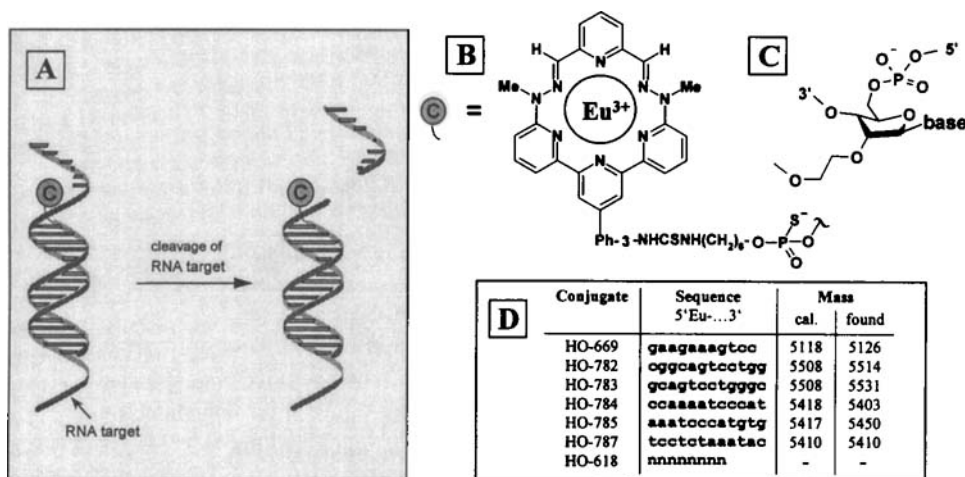 A
C
cleavage of
RNA target
C
RNA target
B
C =
H N H
N N
Me N N Me
Eu³⁺
N N
N
Ph-3-NHCSNH(CH₂)₆-O-P-O
S⁻
O
C
O⁻ O 5'
P
O O
3'
O O base
O
O
D
Conjugate Sequence Mass
5'Eu-...3' cal. found
HO-669 gaagaaagtcc 5118 5126
HO-782 cggcagtcctgg 5508 5514
HO-783 gcagtcctgggc 5508 5531
HO-784 ccaaaatcccat 5418 5403
HO-785 aaatcccatgtg 5417 5450
HO-787 tcctctaaatac 5410 5410
HO-618 nnnnnnnn - -